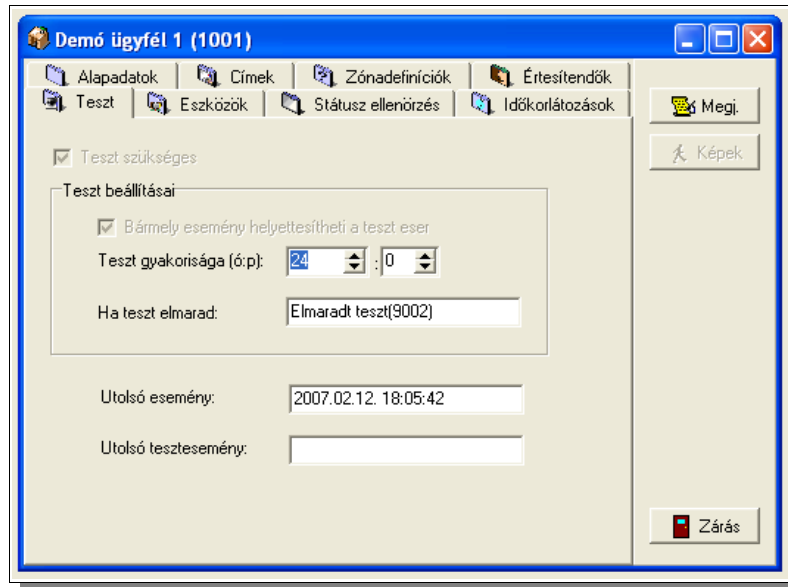 Demó ügyfél 1 (1001)
Alapadatok Címek Zónadefiníciók Értesítendők
Teszt Eszközök Státusz ellenörzés Időkorlátozások
Megj.
Képek
Teszt szükséges
Teszt beállításai
Bármely esemény helyettesítheti a teszt eser
Teszt gyakorisága (ó:p): 24 : 0
Ha teszt elmarad: Elmaradt teszt(9002)
Utolsó esemény: 2007.02.12. 18:05:42
Utolsó tesztesemény:
Zárás